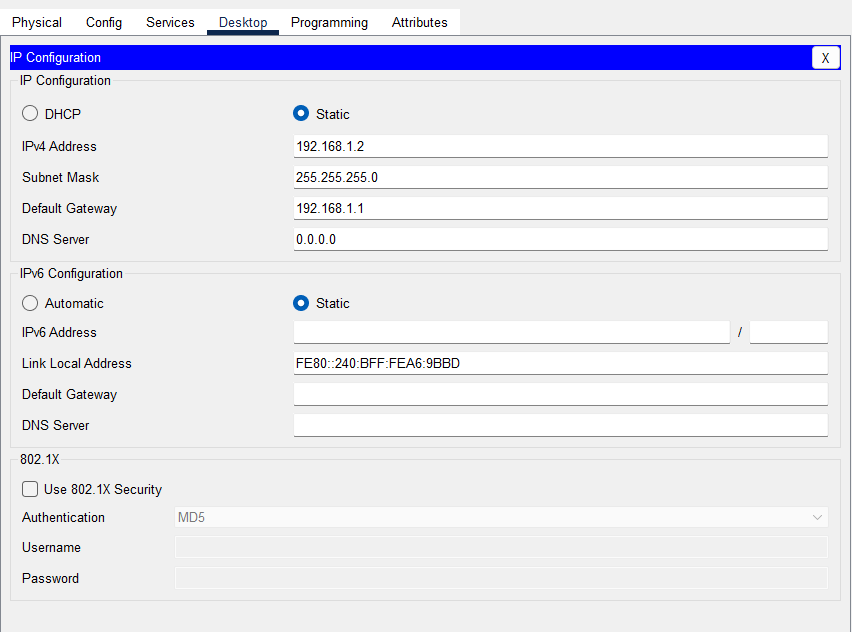 Physical Config Services Desktop Programming Attributes
IP Configuration X
IP Configuration
DHCP Static
IPv4 Address 192.168.1.2
Subnet Mask 255.255.255.0
Default Gateway 192.168.1.1
DNS Server 0.0.0.0
IPv6 Configuration
Automatic Static
IPv6 Address /
Link Local Address FE80::240:BFF:FEA6:9BBD
Default Gateway
DNS Server
802.1X
Use 802.1X Security
Authentication MD5
Username
Password